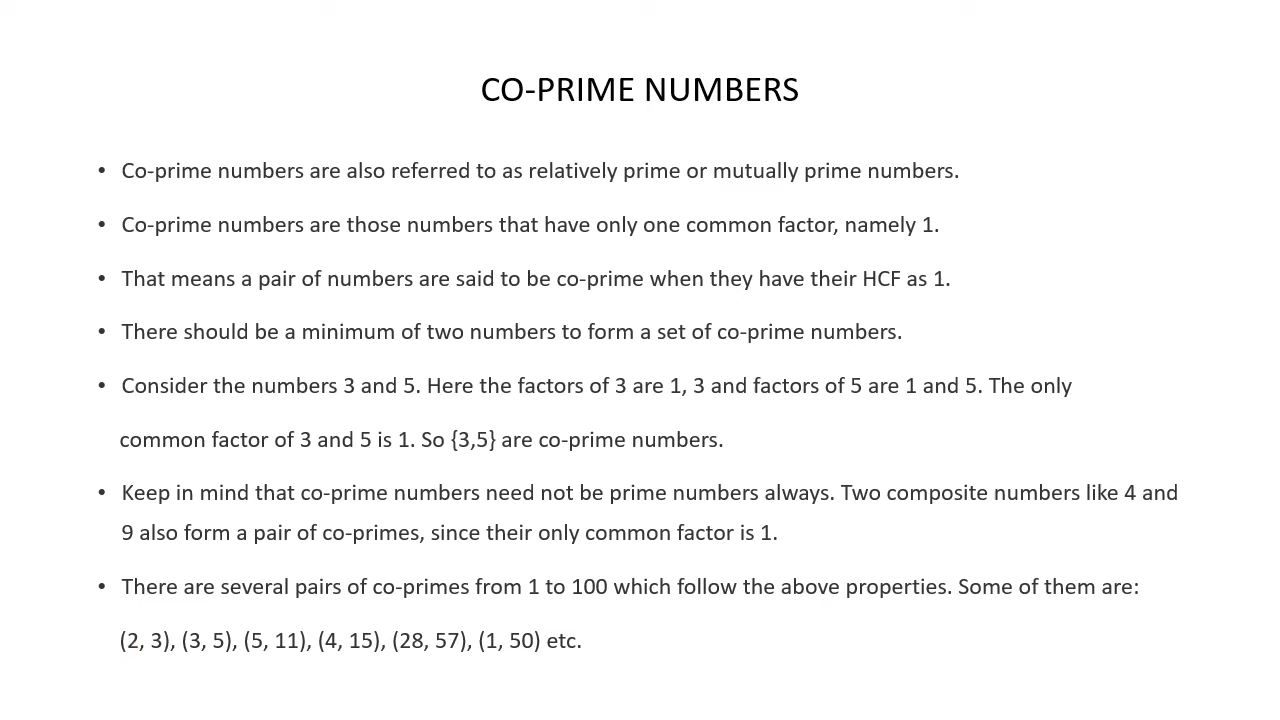 CO-PRIME NUMBERS
• Co-prime numbers are also referred to as relatively prime or mutually prime numbers.
• Co-prime numbers are those numbers that have only one common factor, namely 1.
• That means a pair of numbers are said to be co-prime when they have their HCF as 1.
• There should be a minimum of two numbers to form a set of co-prime numbers.
• Consider the numbers 3 and 5. Here the factors of 3 are 1, 3 and factors of 5 are 1 and 5. The only
common factor of 3 and 5 is 1. So {3,5} are co-prime numbers.
• Keep in mind that co-prime numbers need not be prime numbers always. Two composite numbers like 4 and
9 also form a pair of co-primes, since their only common factor is 1.
• There are several pairs of co-primes from 1 to 100 which follow the above properties. Some of them are:
(2, 3), (3, 5), (5, 11), (4, 15), (28, 57), (1, 50) etc.